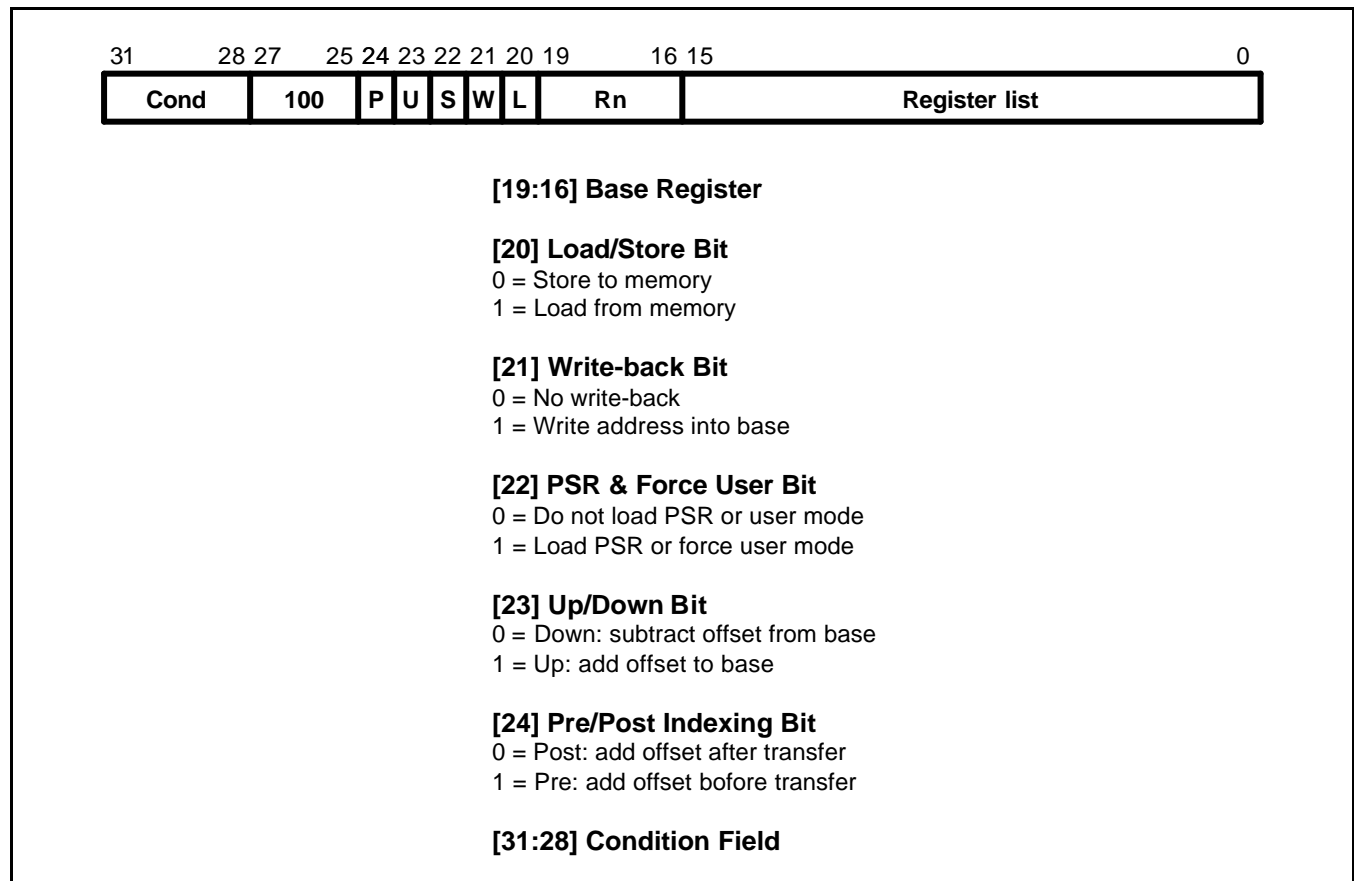 31 28 27 25 24 23 22 21 20 19 16 15 0
Cond 100 P U S W L Rn Register list
[19:16] Base Register
[20] Load/Store Bit
0 = Store to memory
1 = Load from memory
[21] Write-back Bit
0 = No write-back
1 = Write address into base
[22] PSR & Force User Bit
0 = Do not load PSR or user mode
1 = Load PSR or force user mode
[23] Up/Down Bit
0 = Down: subtract offset from base
1 = Up: add offset to base
[24] Pre/Post Indexing Bit
0 = Post: add offset after transfer
1 = Pre: add offset bofore transfer
[31:28] Condition Field